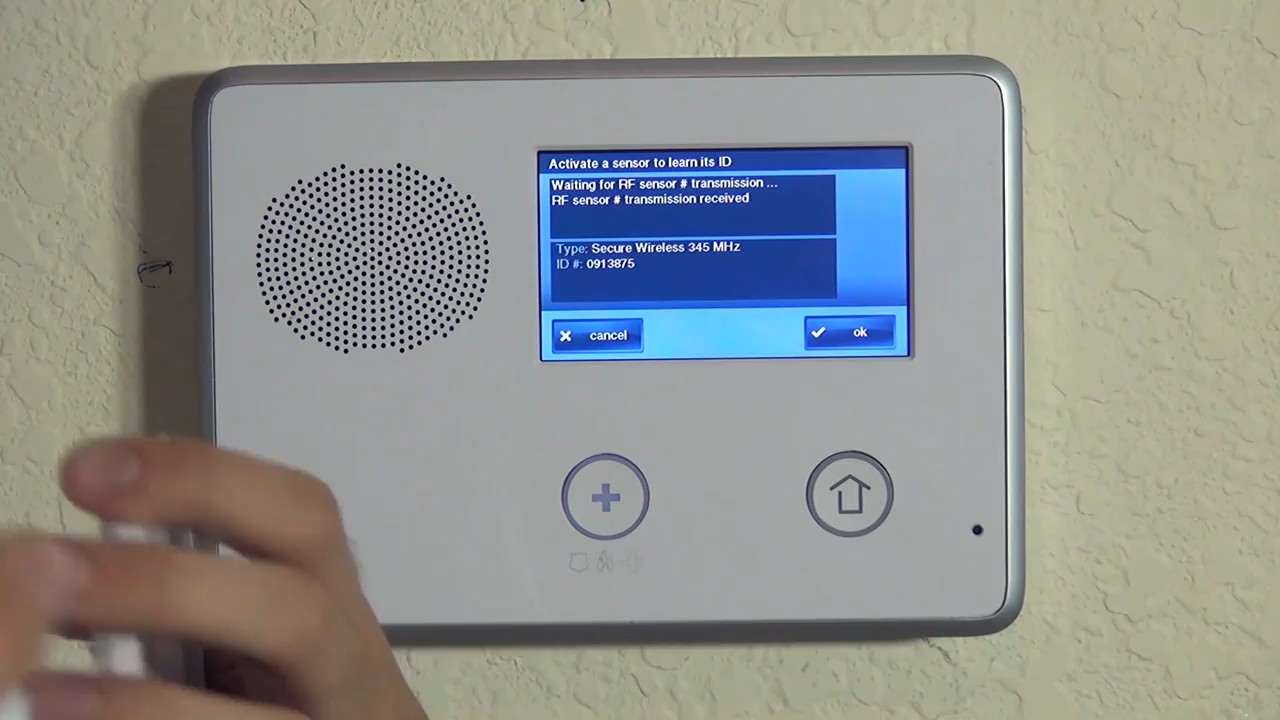 Activate a sensor to learn its ID
Waiting for RF sensor # transmission ...
RF sensor # transmission received
Type: Secure Wireless 345 MHz
ID #: 0913875
cancel
ok